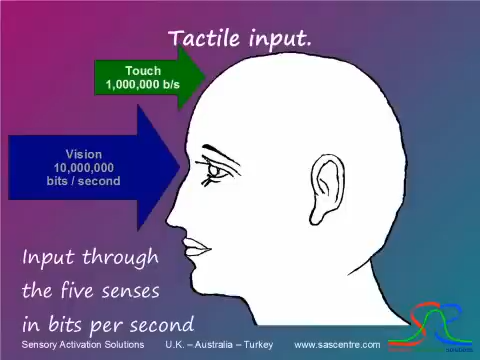 Tactile input.
Touch
1,000,000 b/s
Vision
10,000,000
bits / second
Input through
the five senses
in bits per second
Sensory Activation Solutions U.K. – Australia – Turkey www.sascentre.com